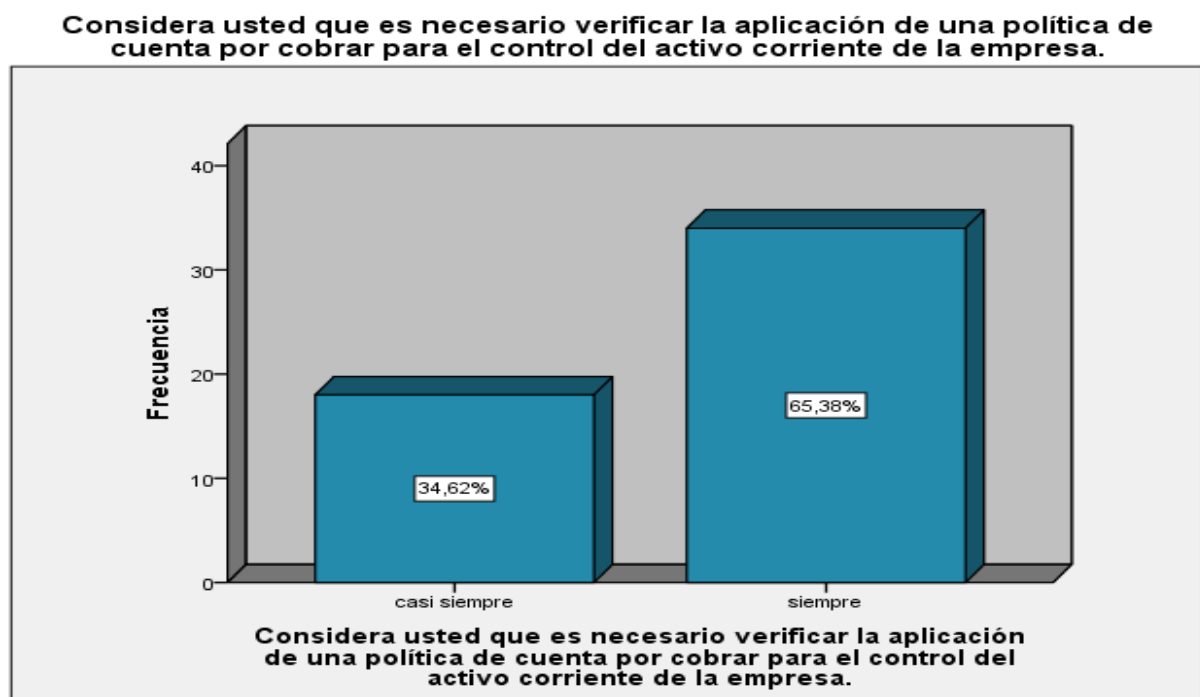 Considera usted que es necesario verificar la aplicación de una política de
cuenta por cobrar para el control del activo corriente de la empresa.
Frecuencia
40
30
20
10
0
34,62%
65,38%
casi siempre
siempre
Considera usted que es necesario verificar la aplicación
de una política de cuenta por cobrar para el control del
activo corriente de la empresa.